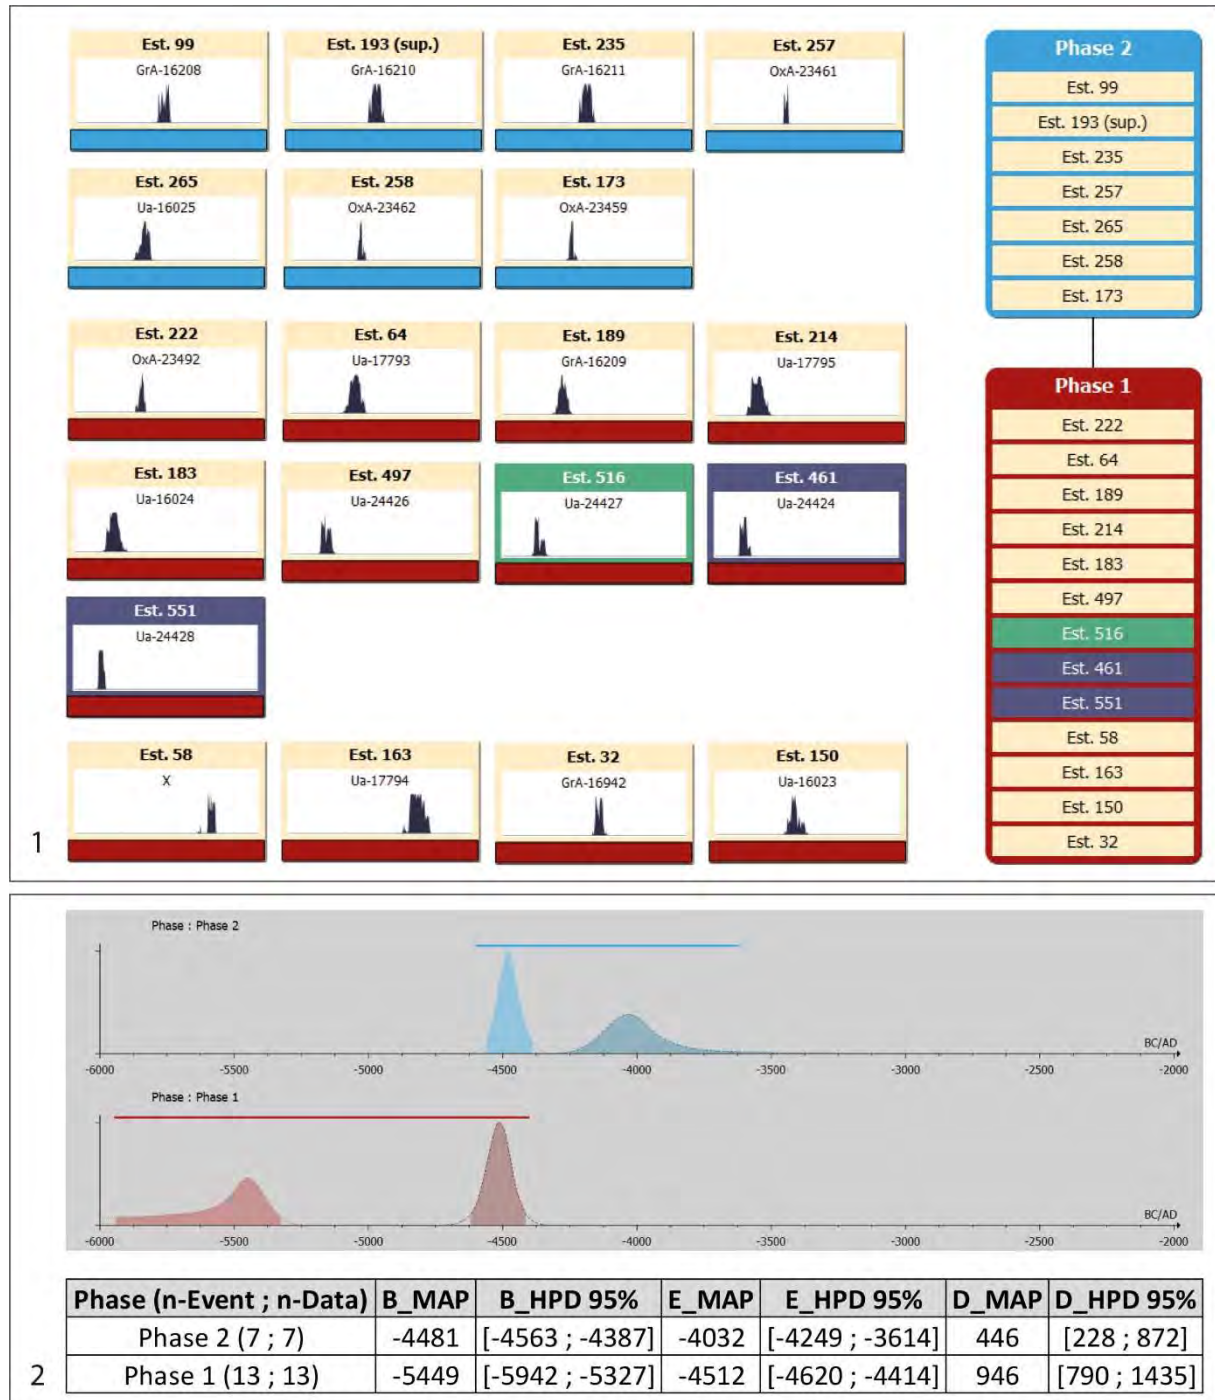 Est. 99
GrA-16208
Est. 193 (sup.)
GrA-16210
Est. 235
GrA-16211
Est. 257
OxA-23461
Est. 265
Ua-16025
Est. 258
OxA-23462
Est. 173
OxA-23459
Est. 222
OxA-23492
Est. 64
Ua-17793
Est. 189
GrA-16209
Est. 214
Ua-17795
Est. 183
Ua-16024
Est. 497
Ua-24426
Est. 516
Ua-24427
Est. 461
Ua-24424
Est. 551
Ua-24428
Est. 58
X
Est. 163
Ua-17794
Est. 32
GrA-16942
Est. 150
Ua-16023
1
Phase 2
Est. 99
Est. 193 (sup.)
Est. 235
Est. 257
Est. 265
Est. 258
Est. 173
Phase 1
Est. 222
Est. 64
Est. 189
Est. 214
Est. 183
Est. 497
Est. 516
Est. 461
Est. 551
Est. 58
Est. 163
Est. 150
Est. 32
Phase : Phase 2
BC/AD
-6000 -5500 -5000 -4500 -4000 -3500 -3000 -2500 -2000
Phase : Phase 1
BC/AD
-6000 -5500 -5000 -4500 -4000 -3500 -3000 -2500 -2000
Phase (n-Event ; n-Data) B_MAP B_HPD 95% E_MAP E_HPD 95% D_MAP D_HPD 95%
Phase 2 (7 ; 7) -4481 [-4563 ; -4387] -4032 [-4249 ; -3614] 446 [228 ; 872]
Phase 1 (13 ; 13) -5449 [-5942 ; -5327] -4512 [-4620 ; -4414] 946 [790 ; 1435]
2